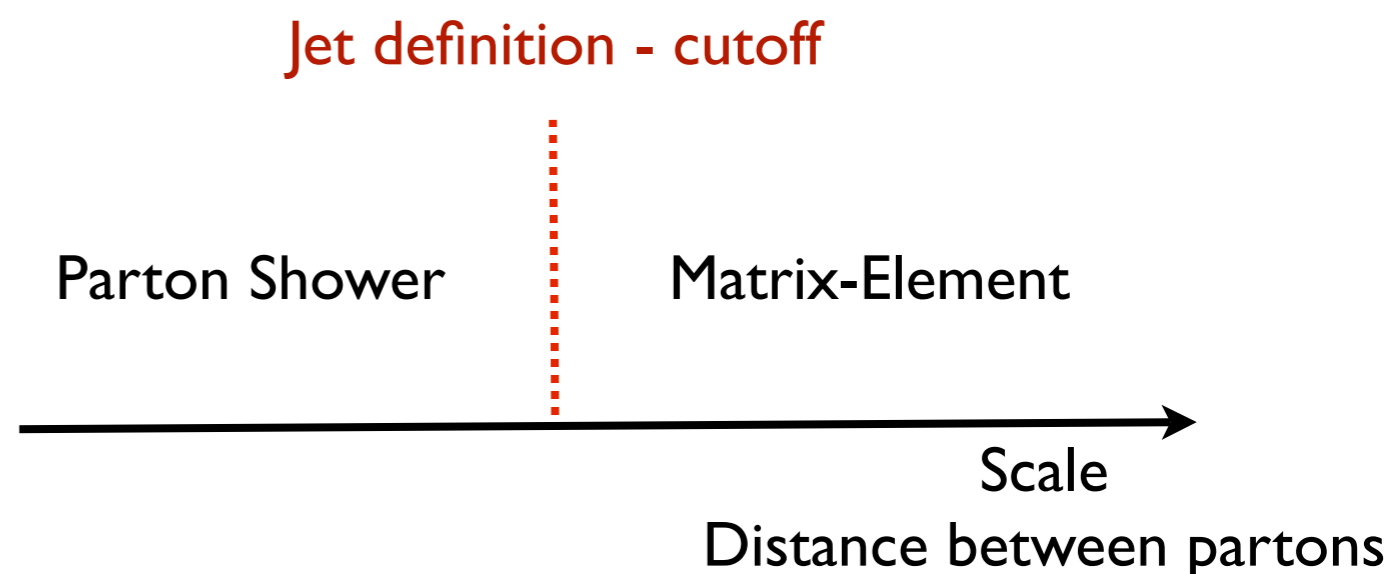 Jet definition - cutoff
Parton Shower
Matrix-Element
Scale
Distance between partons